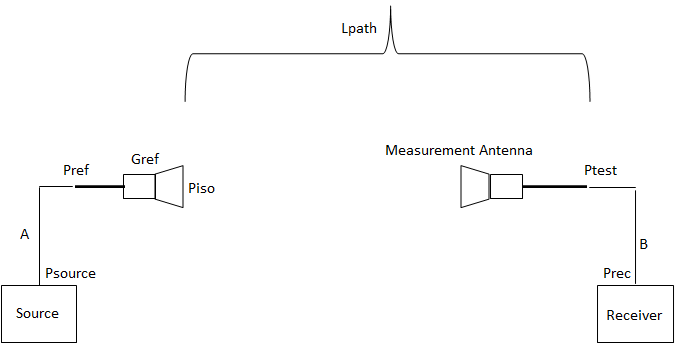 Lpath
Measurement Antenna
Gref
Pref
Ptest
Piso
A
B
Psource
Prec
Source
Receiver